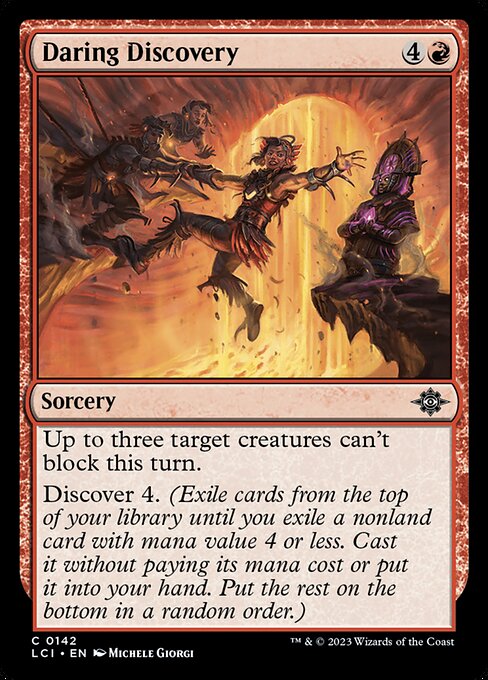 Daring Discovery 4
Sorcery
Up to three target creatures can't
block this turn.
Discover 4. (Exile cards from the top
of your library until you exile a nonland
card with mana value 4 or less. Cast
it without paying its mana cost or put
it into your hand. Put the rest on the
bottom in a random order.)
C 0142
LCI • EN Michele Giorgi
™ & © 2023 Wizards of the Coast